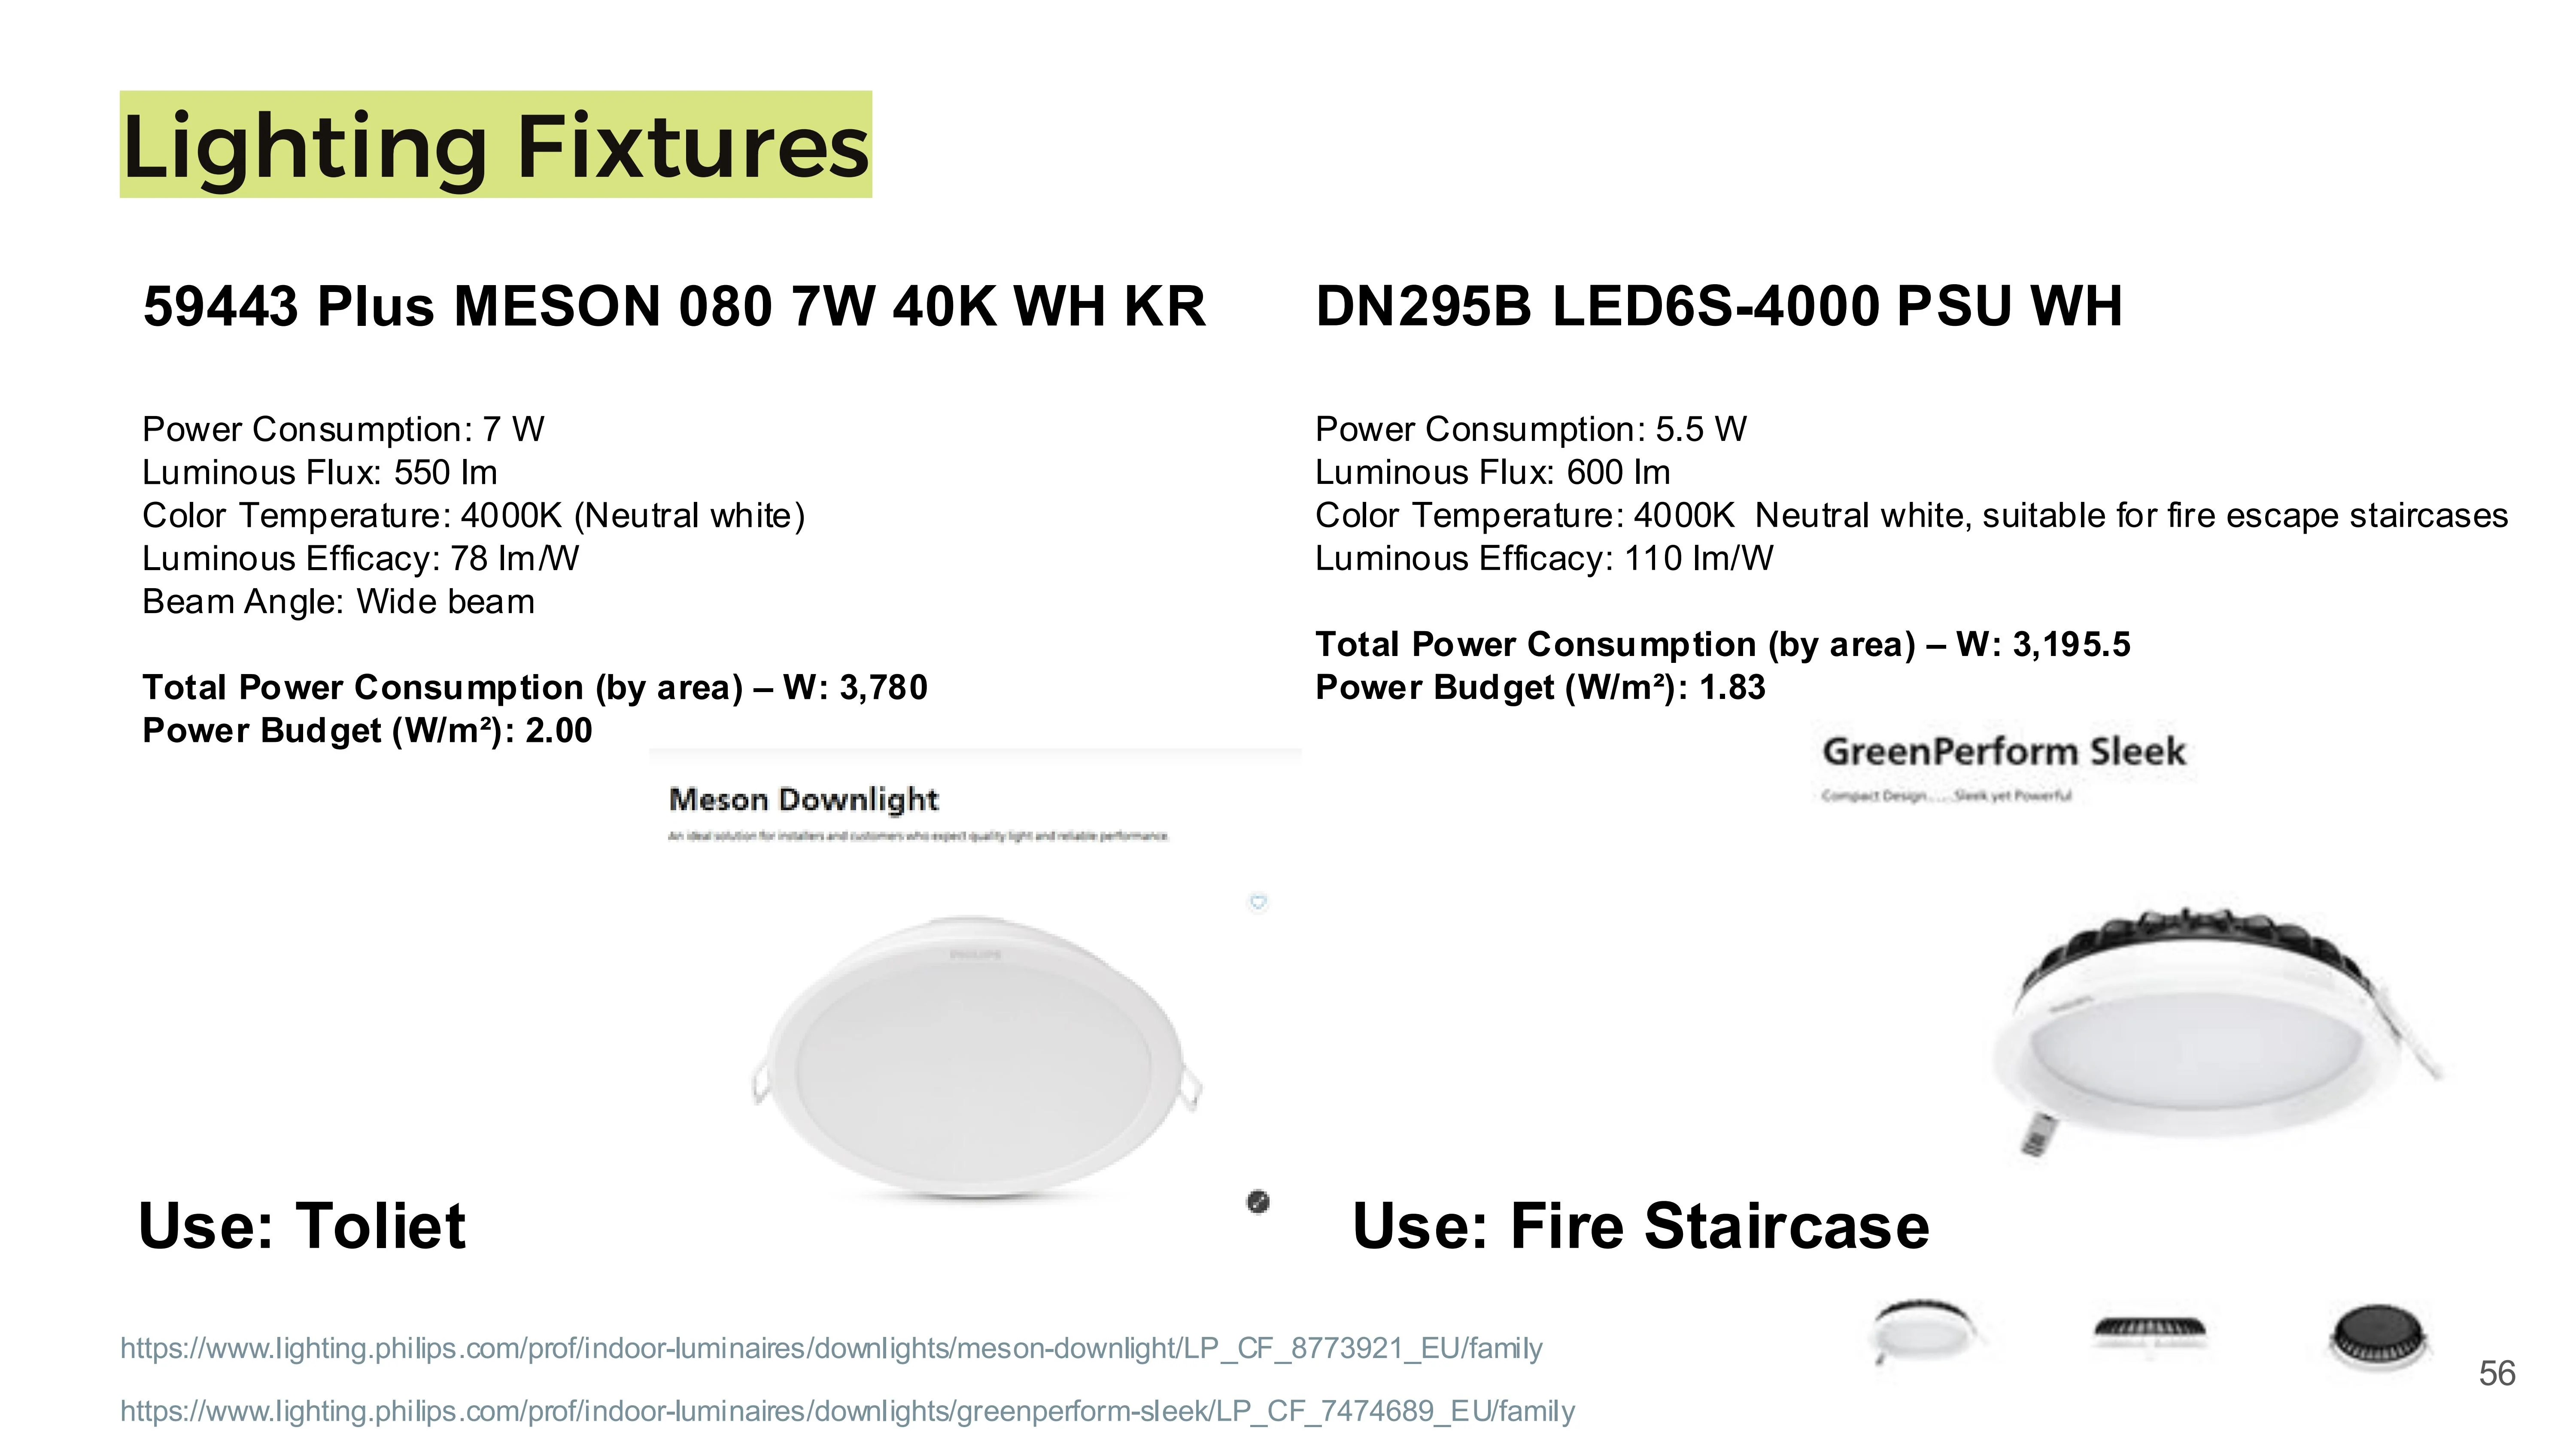 Lighting Fixtures
59443 Plus MESON 080 7W 40K WH KR
Power Consumption: 7 W
Luminous Flux: 550 lm
Color Temperature: 4000K (Neutral white)
Luminous Efficacy: 78 lm/W
Beam Angle: Wide beam
Total Power Consumption (by area) – W: 3,780
Power Budget (W/m²): 2.00
Meson Downlight
An ideal solution for installers and customers who expect quality light and reliable performance.
PHILIPS
Use: Toliet
DN295B LED6S-4000 PSU WH
Power Consumption: 5.5 W
Luminous Flux: 600 lm
Color Temperature: 4000K  Neutral white, suitable for fire escape staircases
Luminous Efficacy: 110 lm/W
Total Power Consumption (by area) – W: 3,195.5
Power Budget (W/m²): 1.83
GreenPerform Sleek
Compact Design.....Sleek yet Powerful
Use: Fire Staircase
https://www.lighting.philips.com/prof/indoor-luminaires/downlights/meson-downlight/LP_CF_8773921_EU/family
https://www.lighting.philips.com/prof/indoor-luminaires/downlights/greenperform-sleek/LP_CF_7474689_EU/family
56